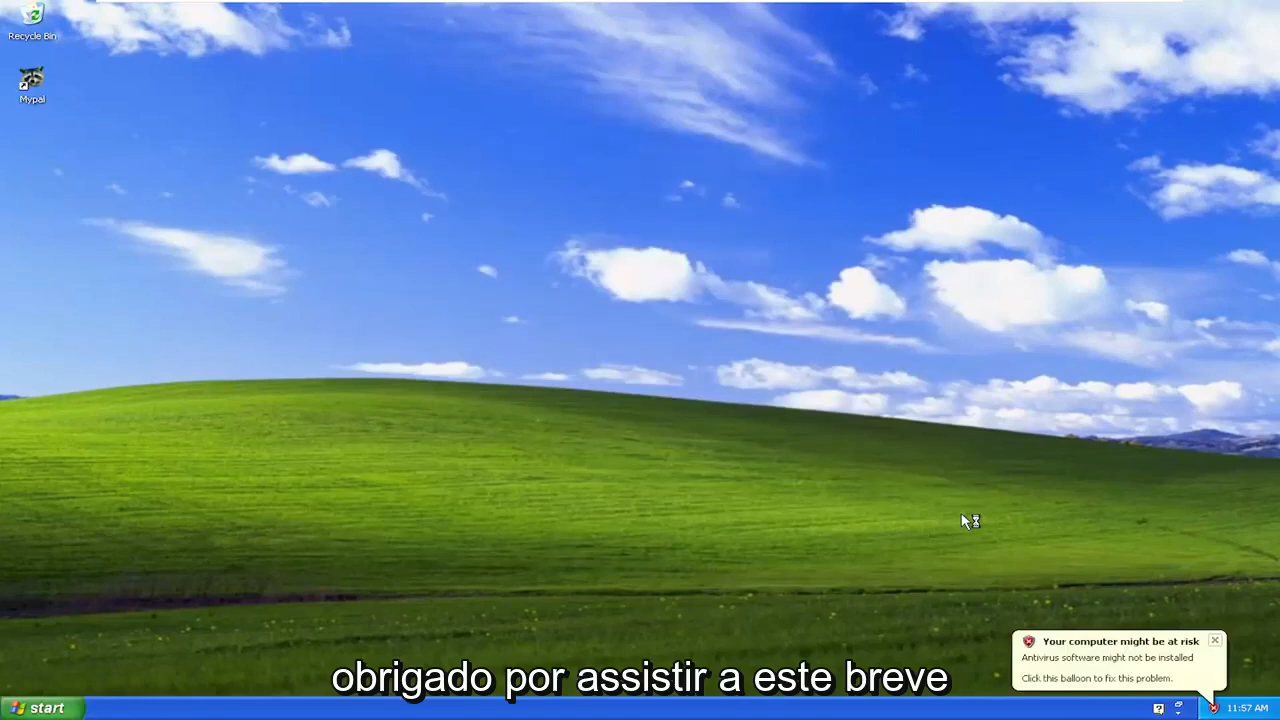 Recycle Bin
Mypal
Your computer might be at risk
Antivirus software might not be installed
Click this balloon to fix this problem.
obrigado por assistir a este breve
start
11:57 AM